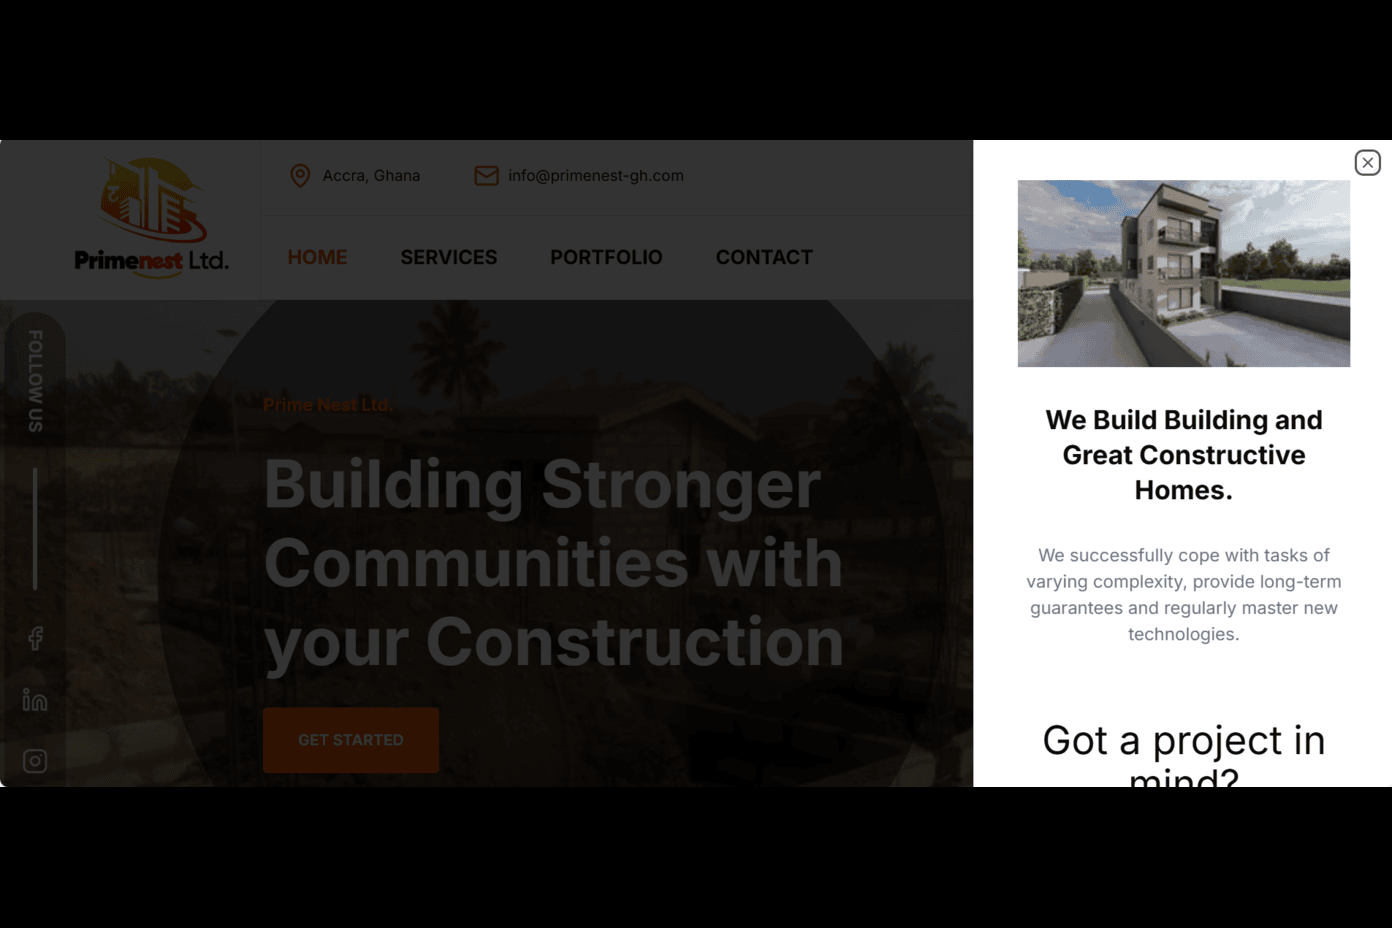 Primenest Ltd.
Accra, Ghana
info@primenest-gh.com
HOME
SERVICES
PORTFOLIO
CONTACT
FOLLOW US
Prime Nest Ltd.
Building Stronger
Communities with
your Construction
GET STARTED
We Build Building and
Great Constructive
Homes.
We successfully cope with tasks of
varying complexity, provide long-term
guarantees and regularly master new
technologies.
Got a project in
mind?